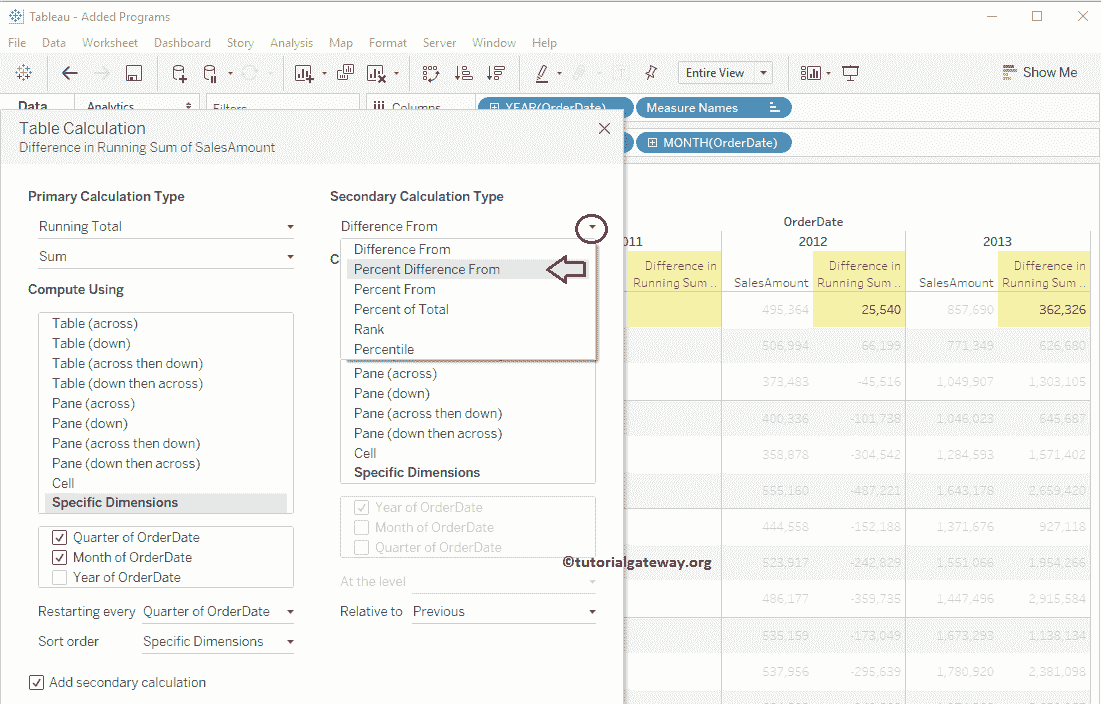 Tableau - Added Programs
File Data Worksheet Dashboard Story Analysis Map Format Server Window Help
Entire View
Show Me
Data Analytics Filters Columns YEAR(OrderDate) Measure Names
MONTH(OrderDate)
Table Calculation
Difference in Running Sum of SalesAmount
Primary Calculation Type
Running Total
Sum
Compute Using
Table (across)
Table (down)
Table (across then down)
Table (down then across)
Pane (across)
Pane (down)
Pane (across then down)
Pane (down then across)
Cell
Specific Dimensions
Quarter of OrderDate
Month of OrderDate
Year of OrderDate
Restarting every Quarter of OrderDate
Sort order Specific Dimensions
Add secondary calculation
Secondary Calculation Type
Difference From
C
Difference From
Percent Difference From
Percent From
Percent of Total
Rank
Percentile
Pane (across)
Pane (down)
Pane (across then down)
Pane (down then across)
Cell
Specific Dimensions
Year of OrderDate
Month of OrderDate
Quarter of OrderDate
At the level
Relative to Previous
©tutorialgateway.org
OrderDate
011 2012 2013
Difference in Difference in Difference in
Running Sum .. SalesAmount Running Sum .. SalesAmount Running Sum ..
495,364 25,540 857,690 362,326
506,994 66,199 771,349 626,680
373,483 -45,516 1,049,907 1,303,105
400,336 -101,738 1,046,023 645,687
358,878 -304,542 1,284,593 1,571,402
555,160 -487,221 1,643,178 2,659,420
444,558 -152,188 1,371,676 927,118
523,917 -242,829 1,551,066 1,954,266
486,177 -359,735 1,447,496 2,915,584
535,159 -173,049 1,673,293 1,138,134
537,956 -295,639 1,780,920 2,381,098